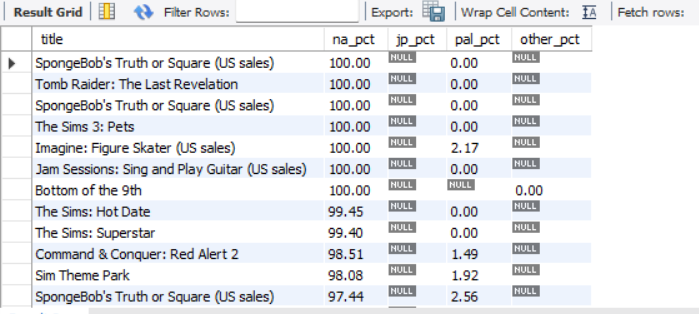 Result Grid Filter Rows: Export: Wrap Cell Content: IA Fetch rows:
title na_pct jp_pct pal_pct other_pct
SpongeBob's Truth or Square (US sales) 100.00 NULL 0.00 NULL
Tomb Raider: The Last Revelation 100.00 NULL 0.00 NULL
SpongeBob's Truth or Square (US sales) 100.00 NULL 0.00 NULL
The Sims 3: Pets 100.00 NULL 0.00 NULL
Imagine: Figure Skater (US sales) 100.00 NULL 2.17 NULL
Jam Sessions: Sing and Play Guitar (US sales) 100.00 NULL 0.00 NULL
Bottom of the 9th 100.00 NULL NULL 0.00
The Sims: Hot Date 99.45 NULL 0.00 NULL
The Sims: Superstar 99.40 NULL 0.00 NULL
Command & Conquer: Red Alert 2 98.51 NULL 1.49 NULL
Sim Theme Park 98.08 NULL 1.92 NULL
SpongeBob's Truth or Square (US sales) 97.44 NULL 2.56 NULL